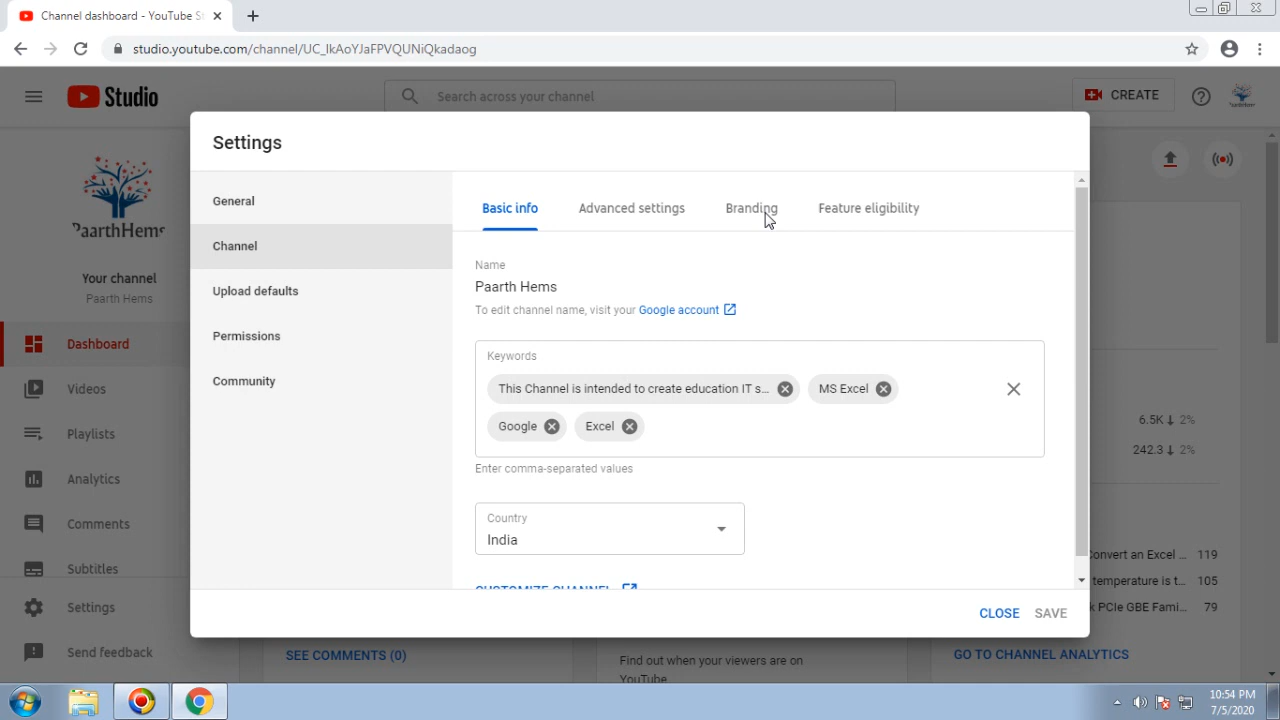 Channel dashboard - YouTube St
studio.youtube.com/channel/UC_IkAoYJaFPVQUNiQkadaog
Studio
Search across your channel
CREATE
PaarthHems
Your channel
Paarth Hems
Dashboard
Videos
Playlists
Analytics
Comments
Subtitles
Settings
Send feedback
Settings
General
Channel
Upload defaults
Permissions
Community
Basic info Advanced settings Branding Feature eligibility
Name
Paarth Hems
To edit channel name, visit your Google account
Keywords
This Channel is intended to create education IT s... MS Excel
Google Excel
Enter comma-separated values
Country
India
CUSTOMIZE CHANNEL
CLOSE SAVE
6.5K 2%
242.3 2%
Convert an Excel ... 119
temperature is t... 105
k PCIe GBE Fami... 79
SEE COMMENTS (0)
Find out when your viewers are on
YouTube
GO TO CHANNEL ANALYTICS
10:54 PM
7/5/2020